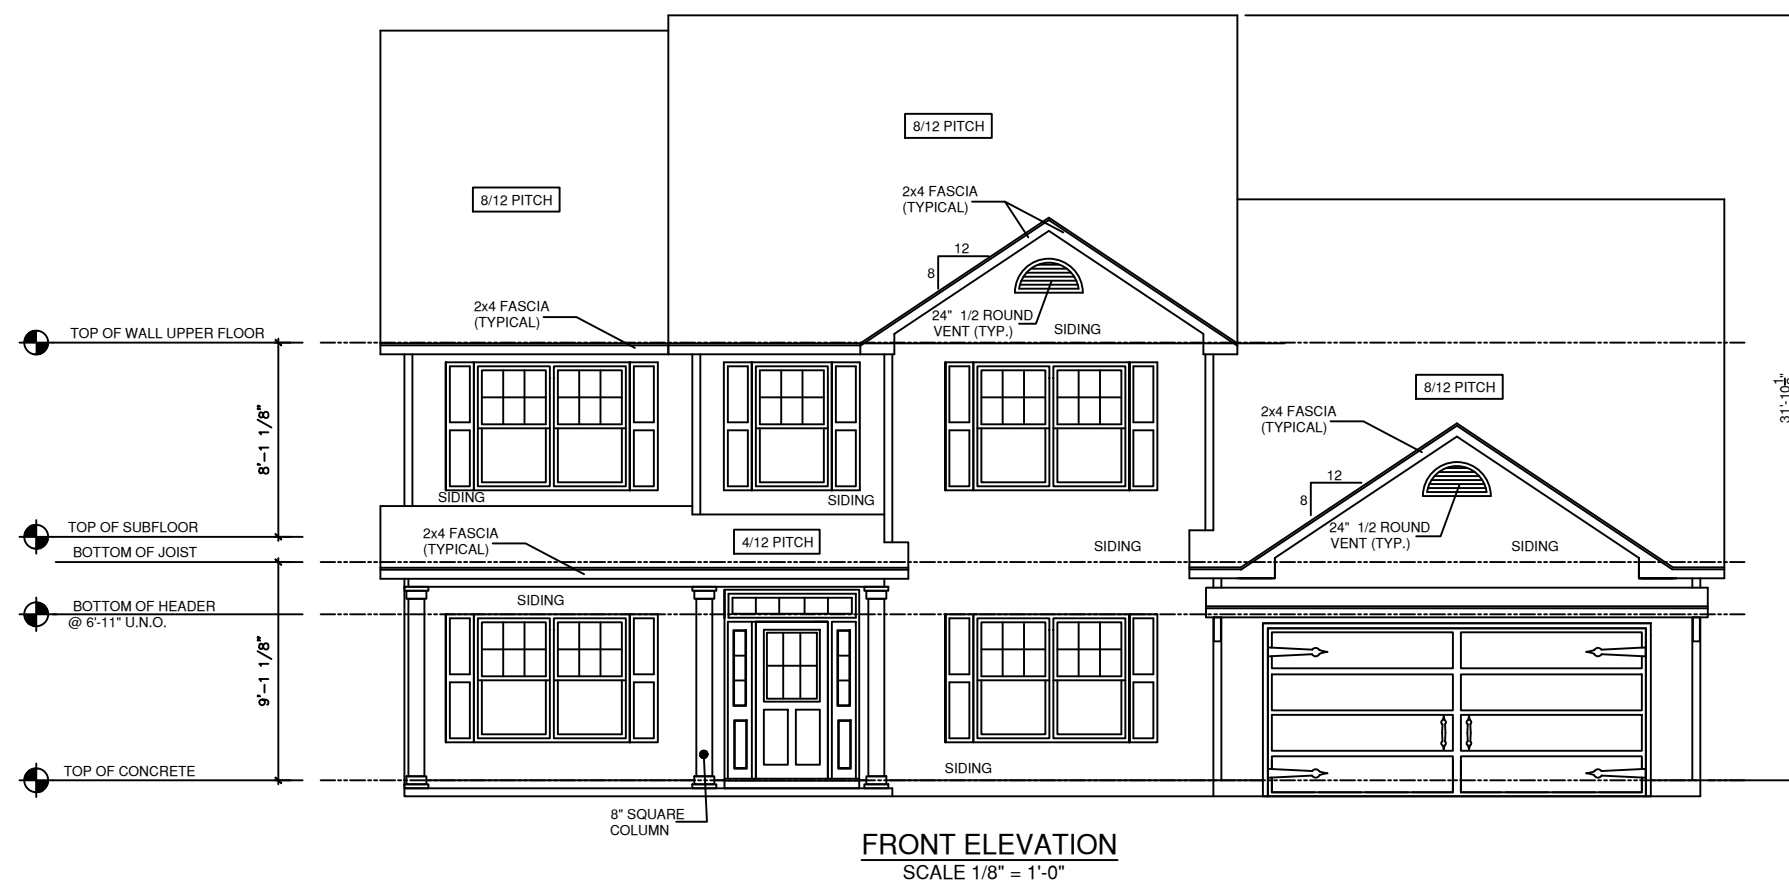 8/12 PITCH
8/12 PITCH
2x4 FASCIA
(TYPICAL)
12
8
2x4 FASCIA
(TYPICAL)
24" 1/2 ROUND
VENT (TYP.)
SIDING
TOP OF WALL UPPER FLOOR
8'-1 1/8"
8/12 PITCH
2x4 FASCIA
(TYPICAL)
12
8
24" 1/2 ROUND
VENT (TYP.)
SIDING
SIDING
SIDING
SIDING
TOP OF SUBFLOOR
BOTTOM OF JOIST
2x4 FASCIA
(TYPICAL)
4/12 PITCH
SIDING
BOTTOM OF HEADER
@ 6'-11" U.N.O.
9'-1 1/8"
TOP OF CONCRETE
SIDING
8" SQUARE
COLUMN
FRONT ELEVATION
SCALE 1/8" = 1'-0"